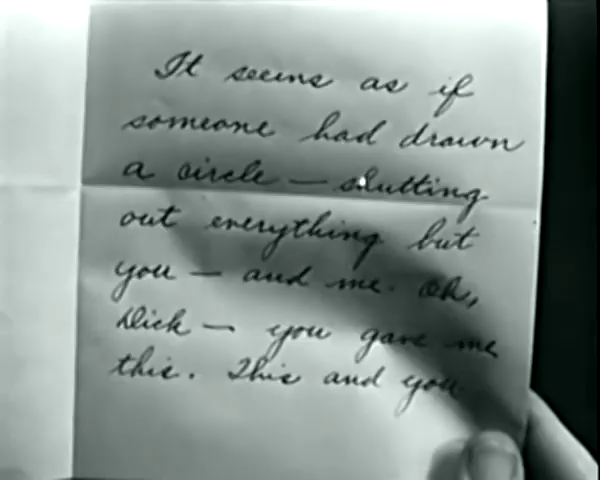 It seems as if
someone had drawn
a circle — shutting
out everything but
you — and me. Oh,
Dick — you gave me
this. This and you